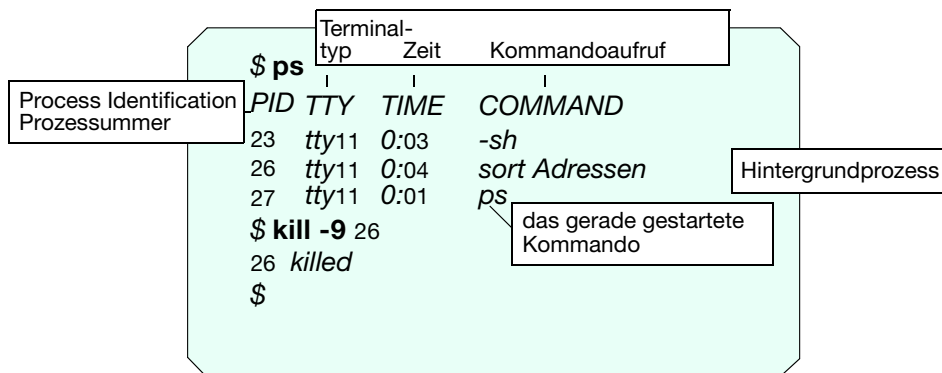 Terminal-
typ Zeit Kommandoaufruf
$ ps
Process Identification
Prozessummer
PID TTY TIME COMMAND
23 tty11 0:03 -sh
26 tty11 0:04 sort Adressen
Hintergrundprozess
27 tty11 0:01 ps
das gerade gestartete
Kommando
$ kill -9 26
26 killed
$